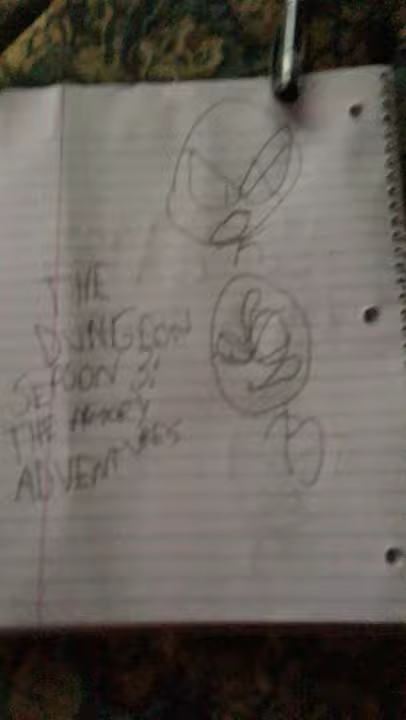 THE
DUNGEON
SEASON 3:
THE
ADVENTURES